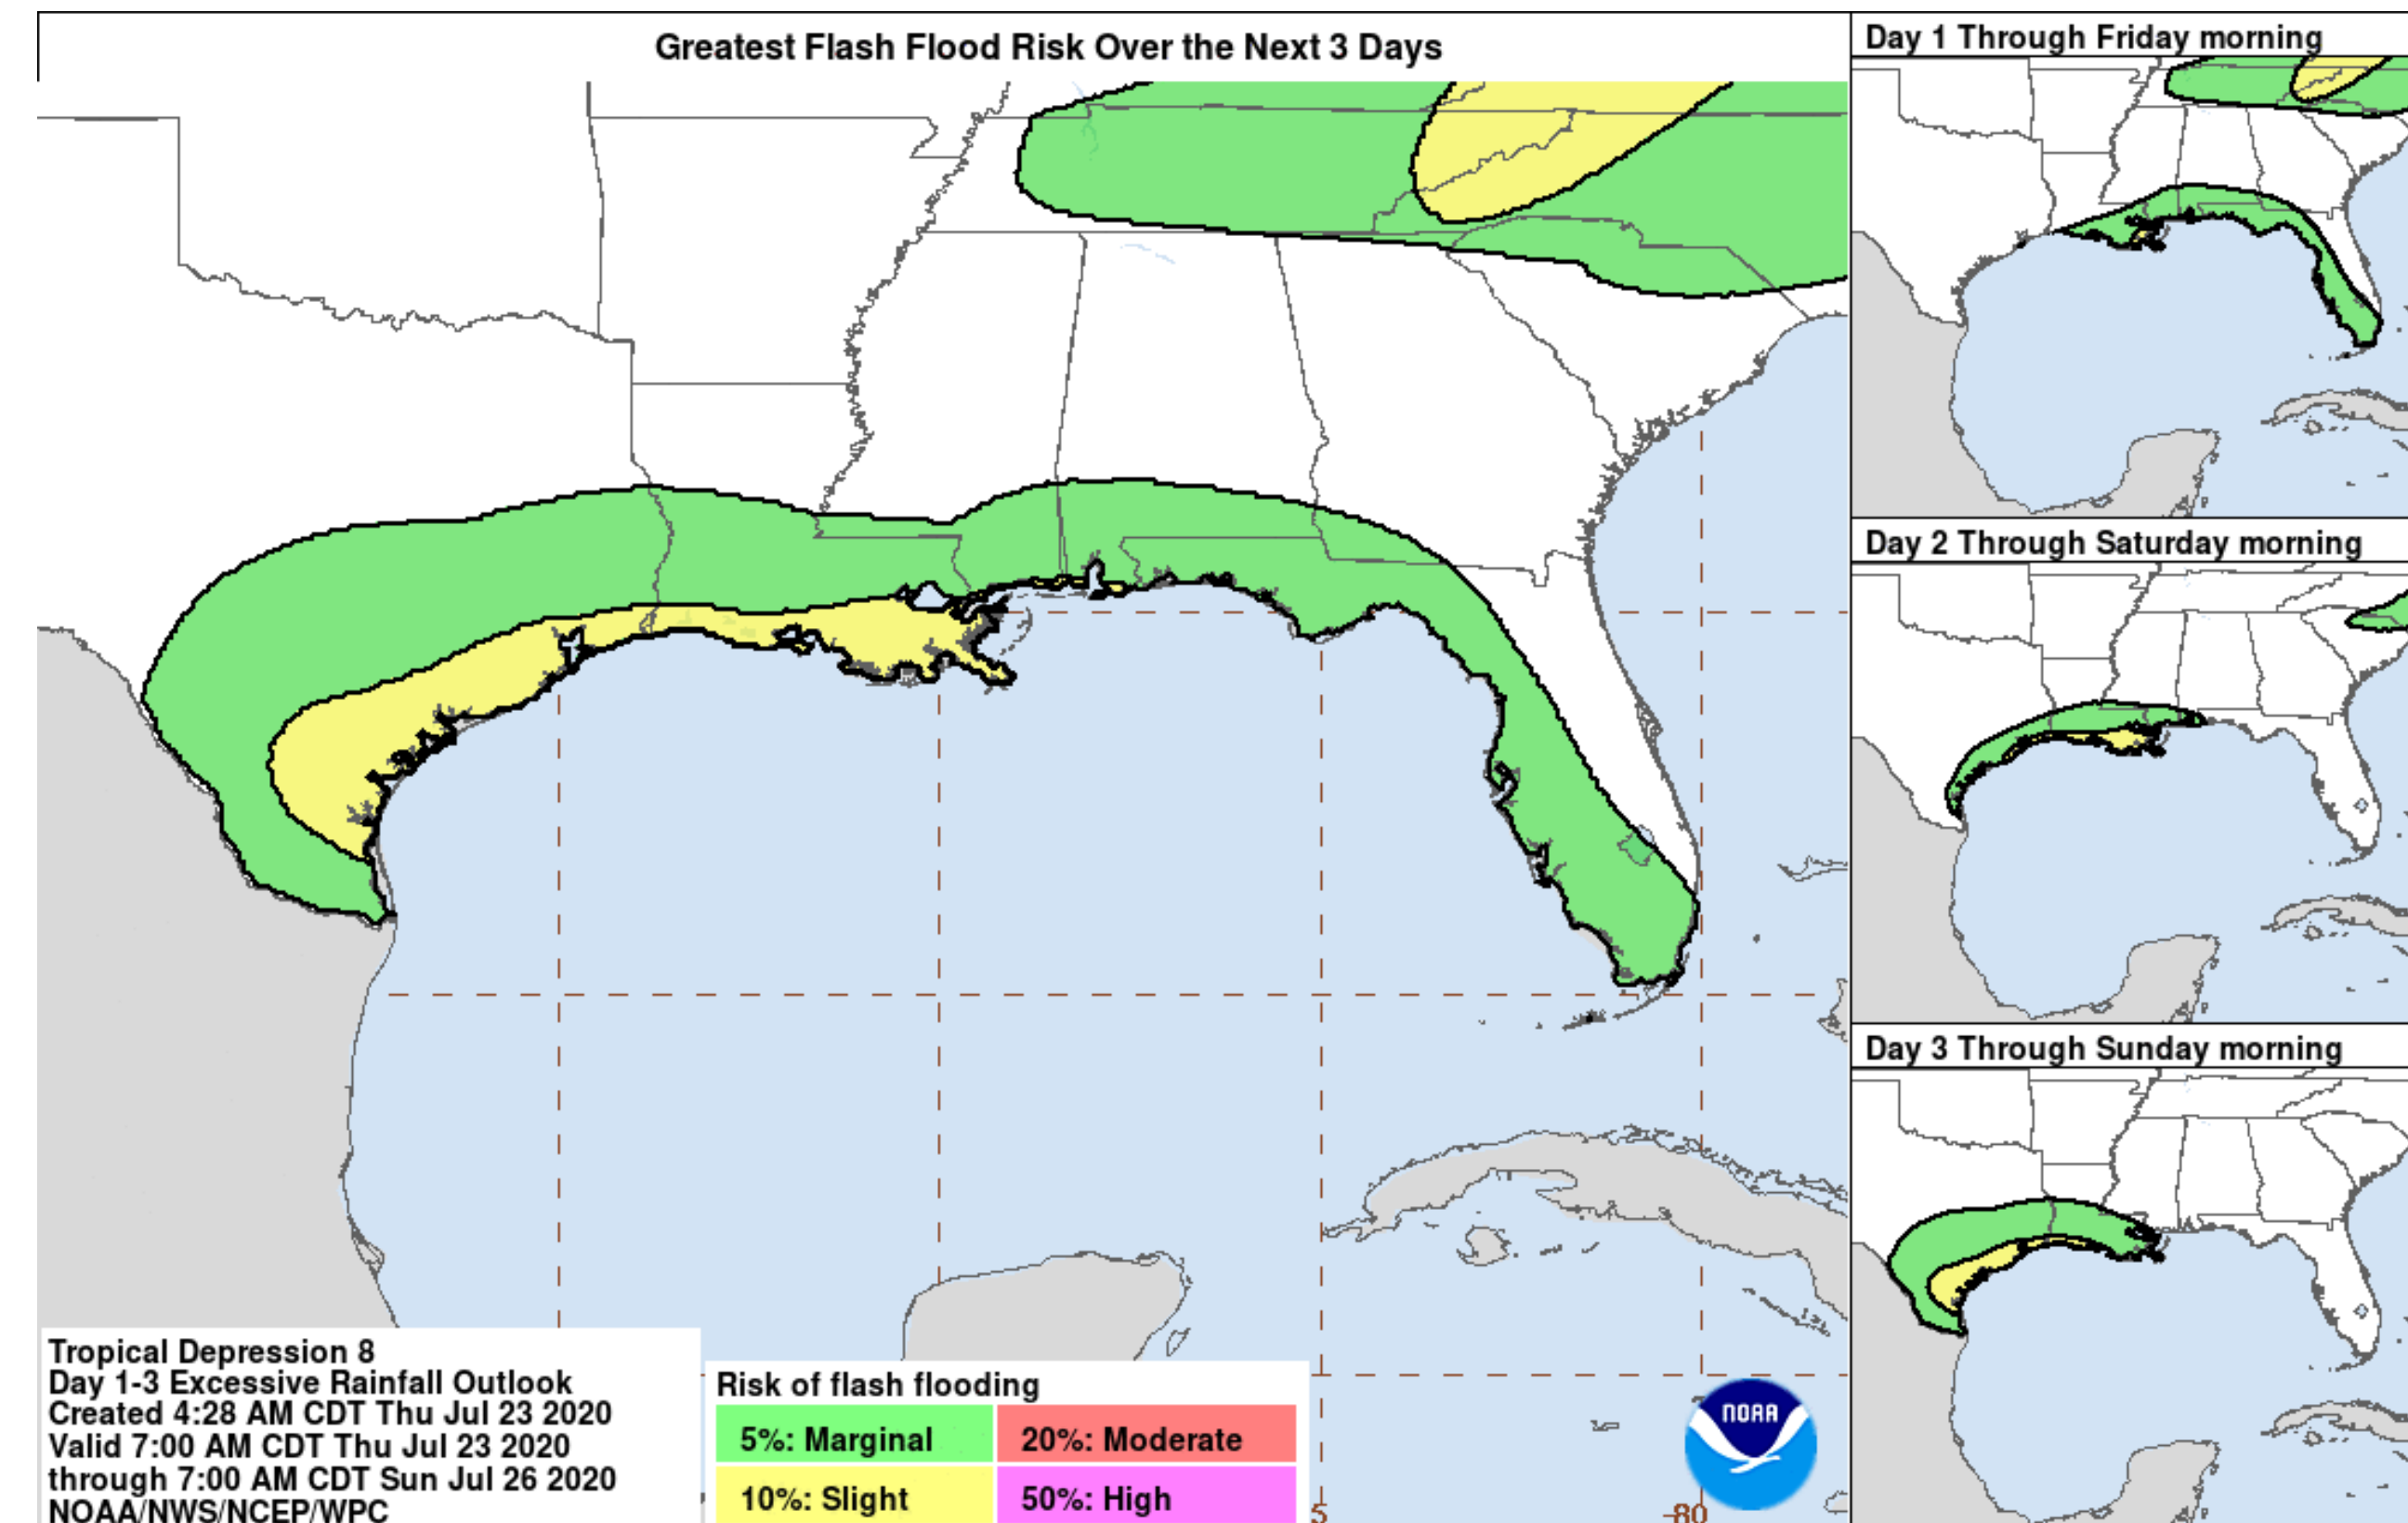 Greatest Flash Flood Risk Over the Next 3 Days
Day 1 Through Friday morning
Day 2 Through Saturday morning
Day 3 Through Sunday morning
Tropical Depression 8
Day 1-3 Excessive Rainfall Outlook
Created 4:28 AM CDT Thu Jul 23 2020
Valid 7:00 AM CDT Thu Jul 23 2020
through 7:00 AM CDT Sun Jul 26 2020
NOAA/NWS/NCEP/WPC
Risk of flash flooding
5%: Marginal
20%: Moderate
10%: Slight
50%: High
NOAA
5
-80